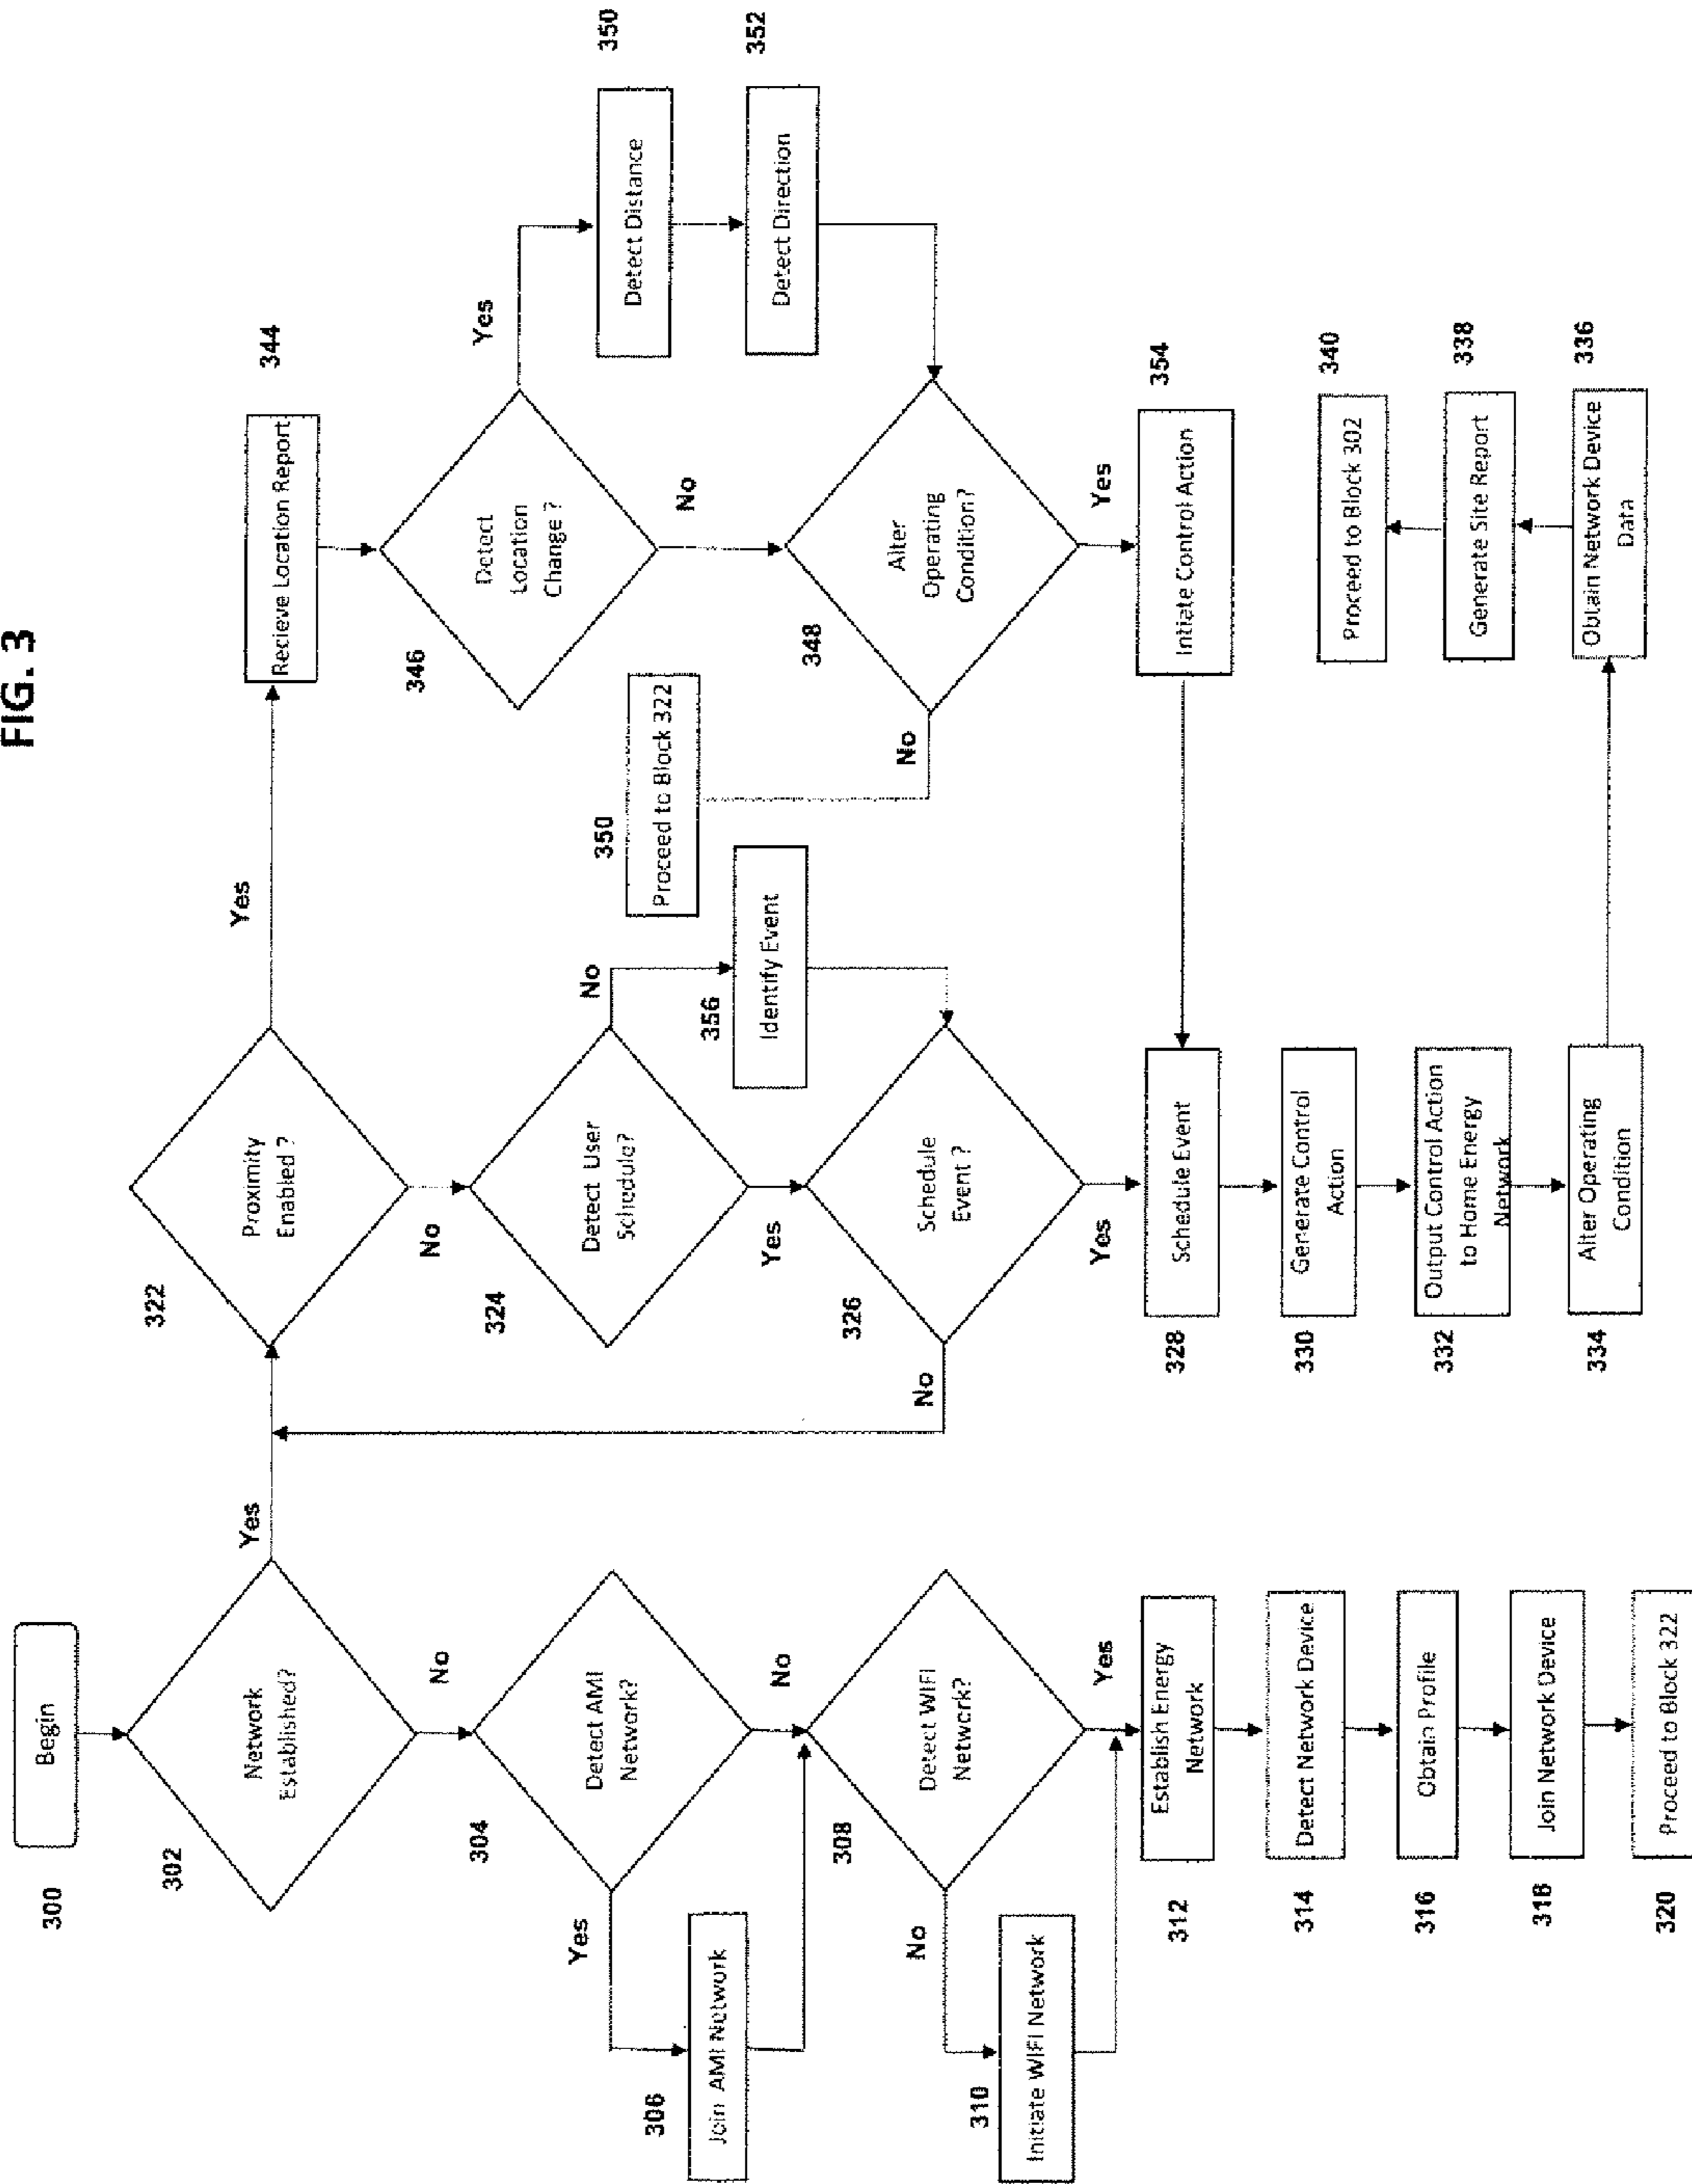 FIG. 3
300
Begin
302
Network
Established?
Yes
No
304
Detect AMI
Network?
Yes
No
306
Join AMI Network
308
Detect WIFI
Network?
No
Yes
310
Initiate WIFI Network
312
Establish Energy
Network
314
Detect Network Device
316
Obtain Profile
318
Join Network Device
320
Proceed to Block 322
322
Proximity
Enabled ?
Yes
No
324
Detect User
Schedule?
No
Yes
356
Identify Event
326
Schedule
Event ?
No
Yes
328
Schedule Event
330
Generate Control
Action
332
Output Control Action
to Home Energy
Network
334
Alter Operating
Condition
344
Recieve Location Report
346
Detect
Location
Change ?
Yes
No
350
Detect Distance
352
Detect Direction
350
Proceed to Block 322
348
Alter
Operating
Condition?
No
Yes
354
Intiate Control Action
340
Proceed to Block 302
338
Generate Site Report
336
Obtain Network Device
Data